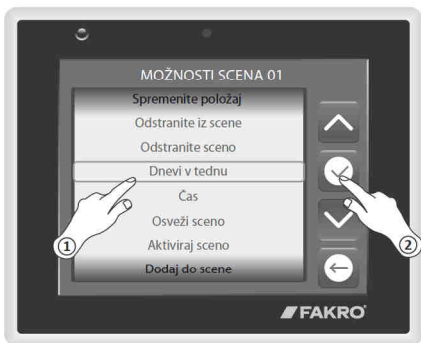 MOŽNOSTI SCENA 01
Spremenite položaj
Odstranite iz scene
Odstranite sceno
Dnevi v tednu
Čas
Osveži sceno
Aktiviraj sceno
Dodaj do scene
1
2
FAKRO